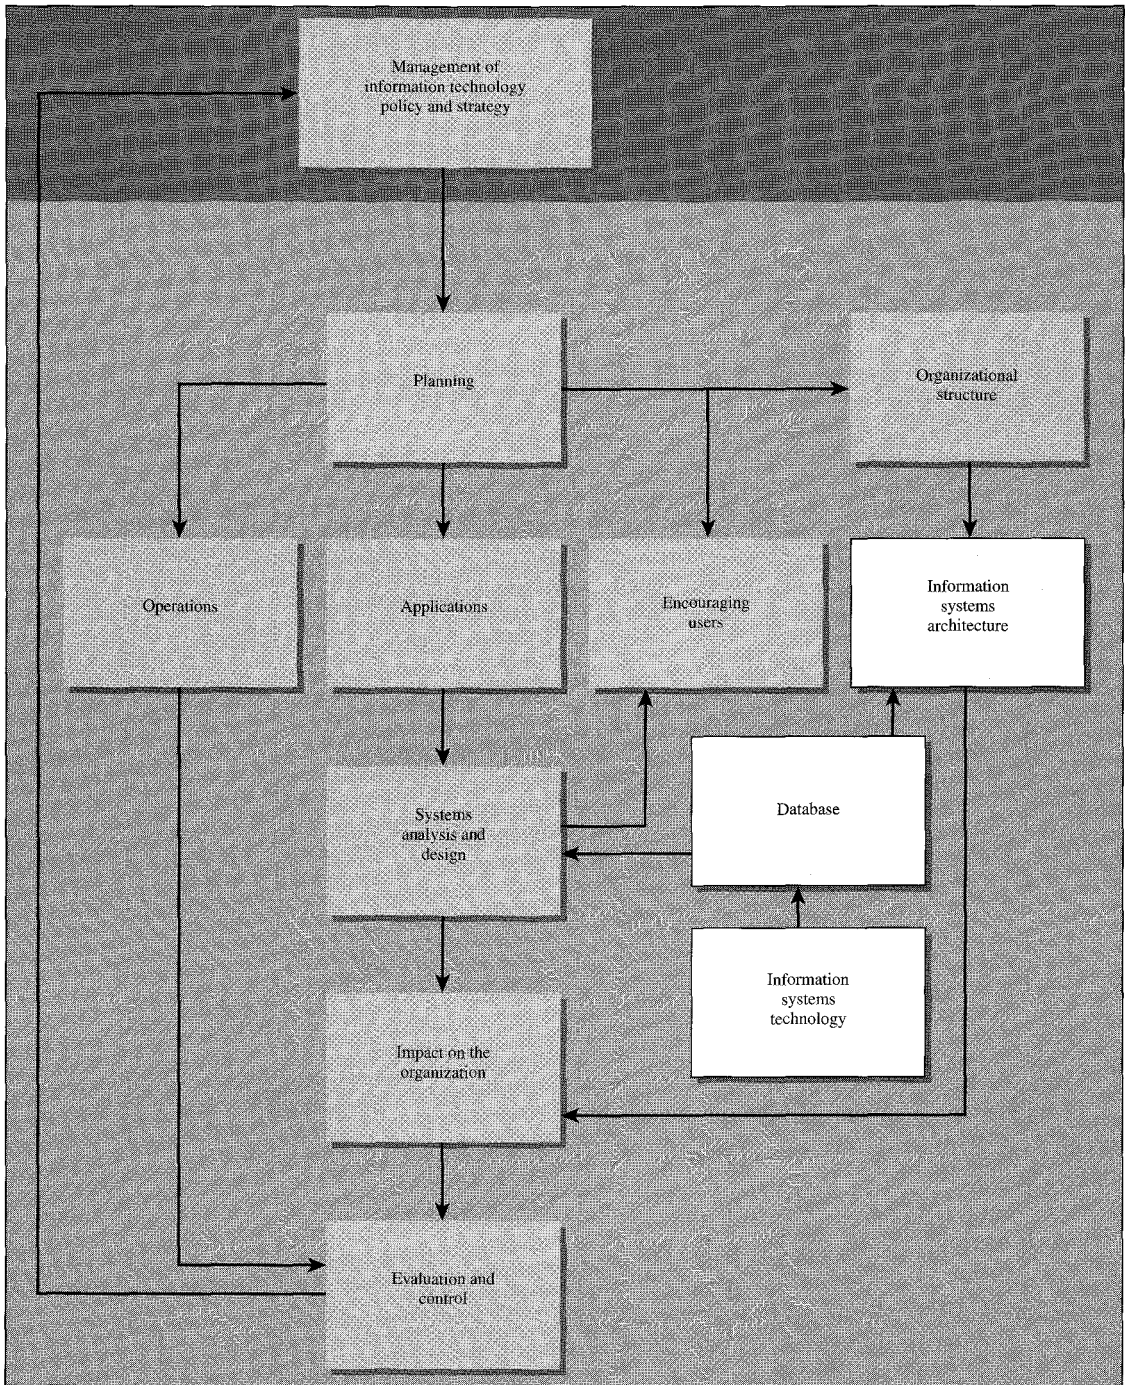 Management of
information technology
policy and strategy
Planning
Organizational
structure
Operations
Applications
Encouraging
users
Information
systems
architecture
Systems
analysis and
design
Database
Information
systems
technology
Impact on the
organization
Evaluation and
control